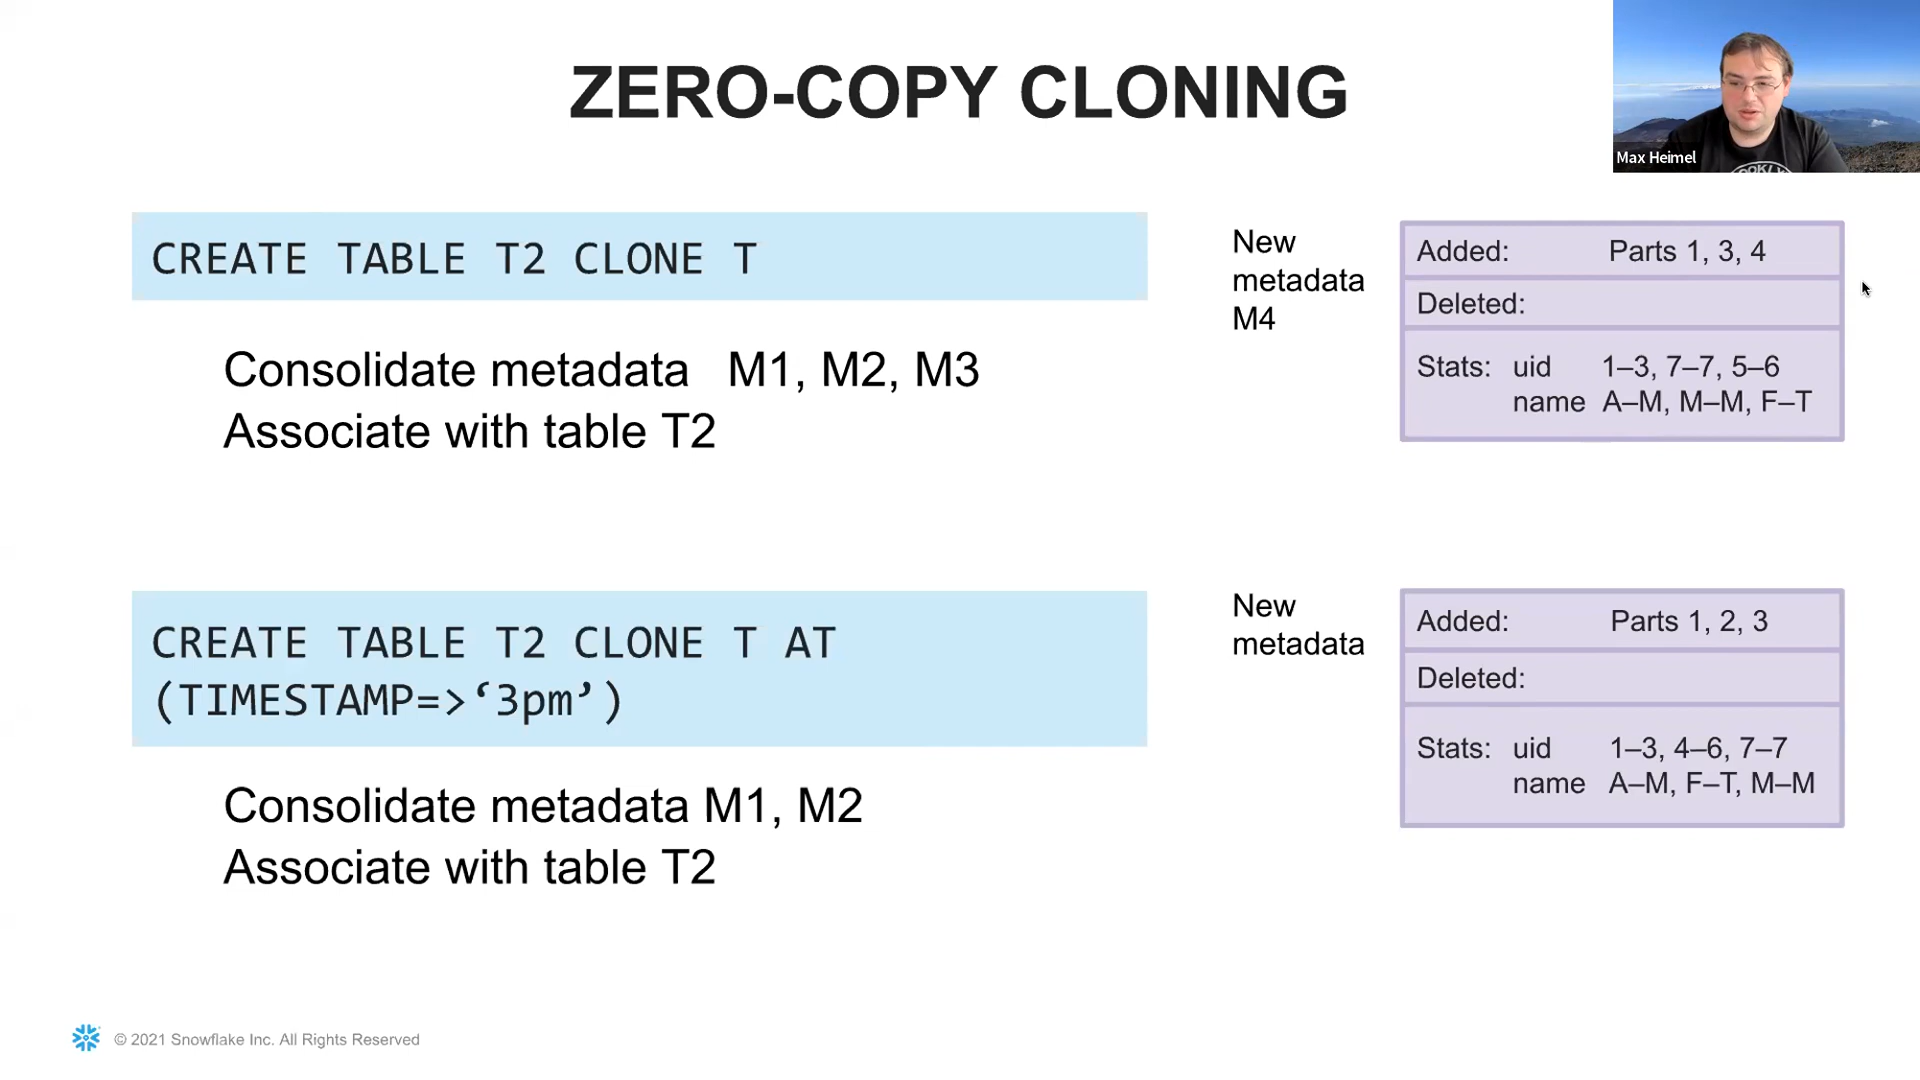 ZERO-COPY CLONING
Max Heimel
CREATE TABLE T2 CLONE T
Consolidate metadata M1, M2, M3
Associate with table T2
New
metadata
M4
Added: Parts 1, 3, 4
Deleted:
Stats: uid 1–3, 7–7, 5–6
name A–M, M–M, F–T
CREATE TABLE T2 CLONE T AT
(TIMESTAMP=>‘3pm’)
Consolidate metadata M1, M2
Associate with table T2
New
metadata
Added: Parts 1, 2, 3
Deleted:
Stats: uid 1–3, 4–6, 7–7
name A–M, F–T, M–M
© 2021 Snowflake Inc. All Rights Reserved